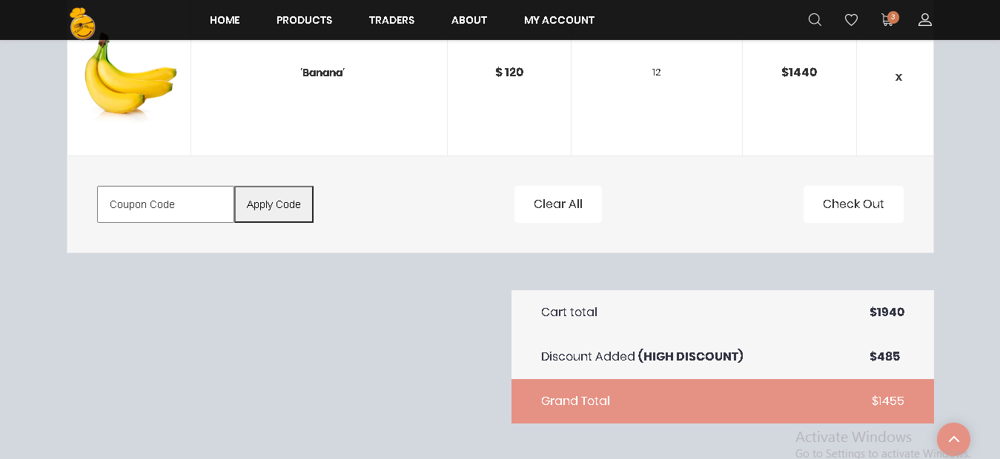 HOME PRODUCTS TRADERS ABOUT MY ACCOUNT 3
'Banana' $ 120 12 $1440 x
Coupon Code Apply Code Clear All Check Out
Cart total $1940
Discount Added (HIGH DISCOUNT) $485
Grand Total $1455
Activate Windows
Go to Settings to activate Windows.